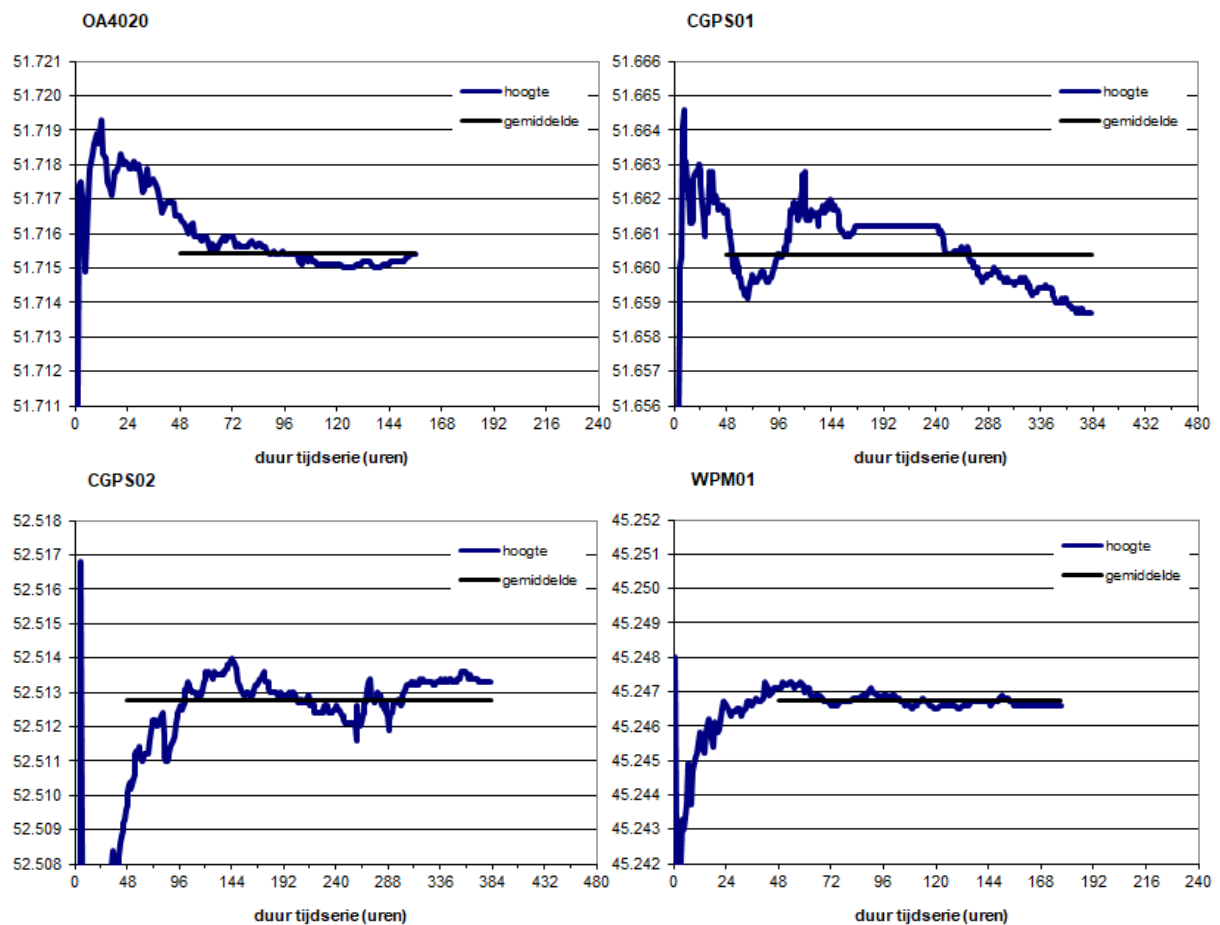 OA4020
51.721
51.720
51.719
51.718
51.717
51.716
51.715
51.714
51.713
51.712
51.711
hoogte
gemiddelde
0 24 48 72 96 120 144 168 192 216 240
duur tijdserie (uren)
CGPS01
51.666
51.665
51.664
51.663
51.662
51.661
51.660
51.659
51.658
51.657
51.656
hoogte
gemiddelde
0 48 96 144 192 240 288 336 384 432 480
duur tijdserie (uren)
CGPS02
52.518
52.517
52.516
52.515
52.514
52.513
52.512
52.511
52.510
52.509
52.508
hoogte
gemiddelde
0 48 96 144 192 240 288 336 384 432 480
duur tijdserie (uren)
WPM01
45.252
45.251
45.250
45.249
45.248
45.247
45.246
45.245
45.244
45.243
45.242
hoogte
gemiddelde
0 24 48 72 96 120 144 168 192 216 240
duur tijdserie (uren)